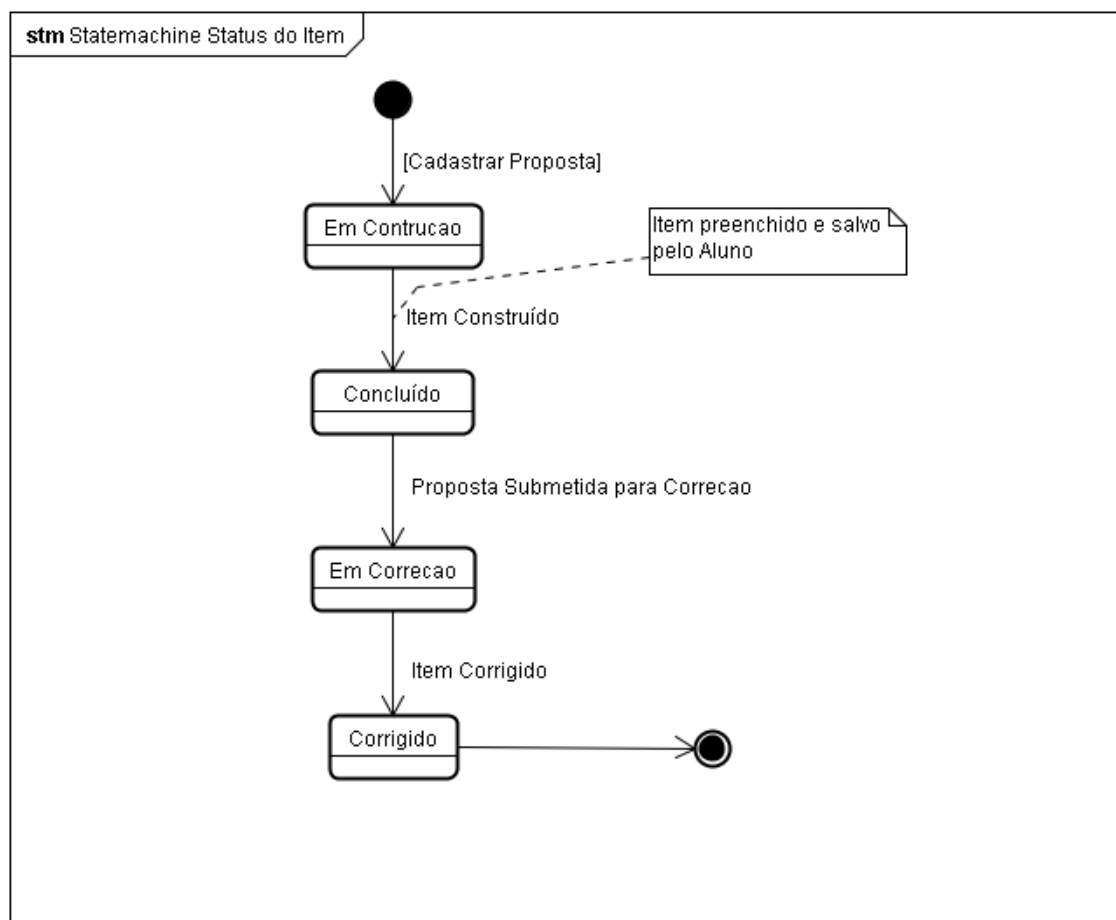 stm Statemachine Status do Item
[Cadastrar Proposta]
Em Contrucao
Item preenchido e salvo
pelo Aluno
Item Construído
Concluído
Proposta Submetida para Correcao
Em Correcao
Item Corrigido
Corrigido